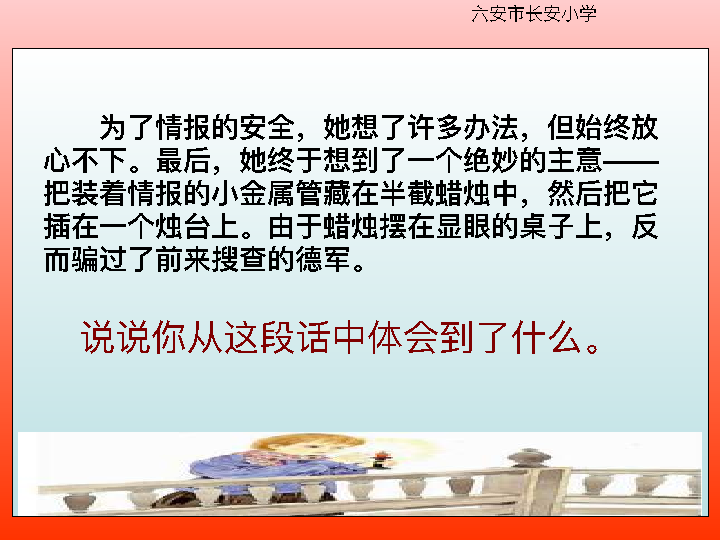 六安市长安小学
为了情报的安全，她想了许多办法，但始终放
心不下。最后，她终于想到了一个绝妙的主意——
把装着情报的小金属管藏在半截蜡烛中，然后把它
插在一个烛台上。由于蜡烛摆在显眼的桌子上，反
而骗过了前来搜查的德军。
说说你从这段话中体会到了什么。